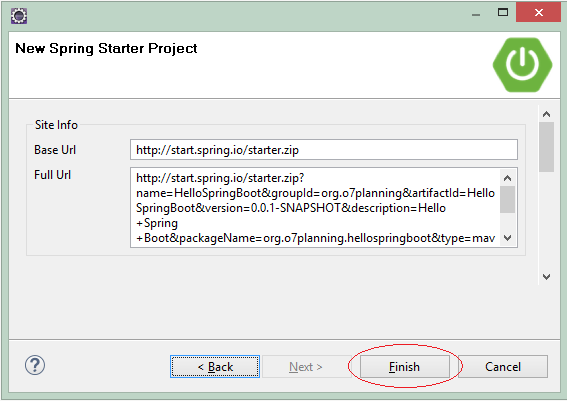 New Spring Starter Project
Site Info
Base Url
http://start.spring.io/starter.zip
Full Url
http://start.spring.io/starter.zip?
name=HelloSpringBoot&groupId=org.o7planning&artifactId=Hello
SpringBoot&version=0.0.1-SNAPSHOT&description=Hello
+Spring
+Boot&packageName=org.o7planning.hellospringboot&type=mav
?
< Back
Next >
Finish
Cancel